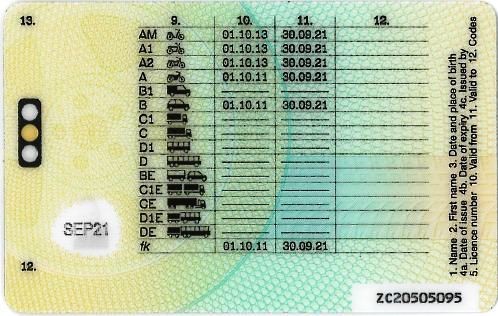 13. 9. 10. 11. 12.
AM 01.10.13 30.09.21
A1 01.10.13 30.09.21
A2 01.10.13 30.09.21
A 01.10.11 30.09.21
B1
B 01.10.11 30.09.21
C1
C
D1
D
BE
C1E
CE
D1E
DE
fk 01.10.11 30.09.21
SEP21
12.
1. Name 2. First name 3. Date and place of birth
4a. Date of issue 4b. Date of expiry 4c. Issued by
5. Licence number 10. Valid from 11. Valid to 12. Codes
ZC20505095